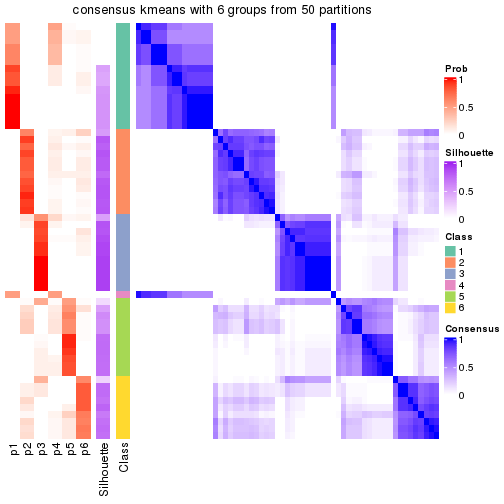 consensus kmeans with 6 groups from 50 partitions
Prob
1
0.5
0
Silhouette
1
0.5
0
Class
1
2
3
4
5
6
Consensus
1
0.5
0
p1
p2
p3
p4
p5
p6
Silhouette
Class